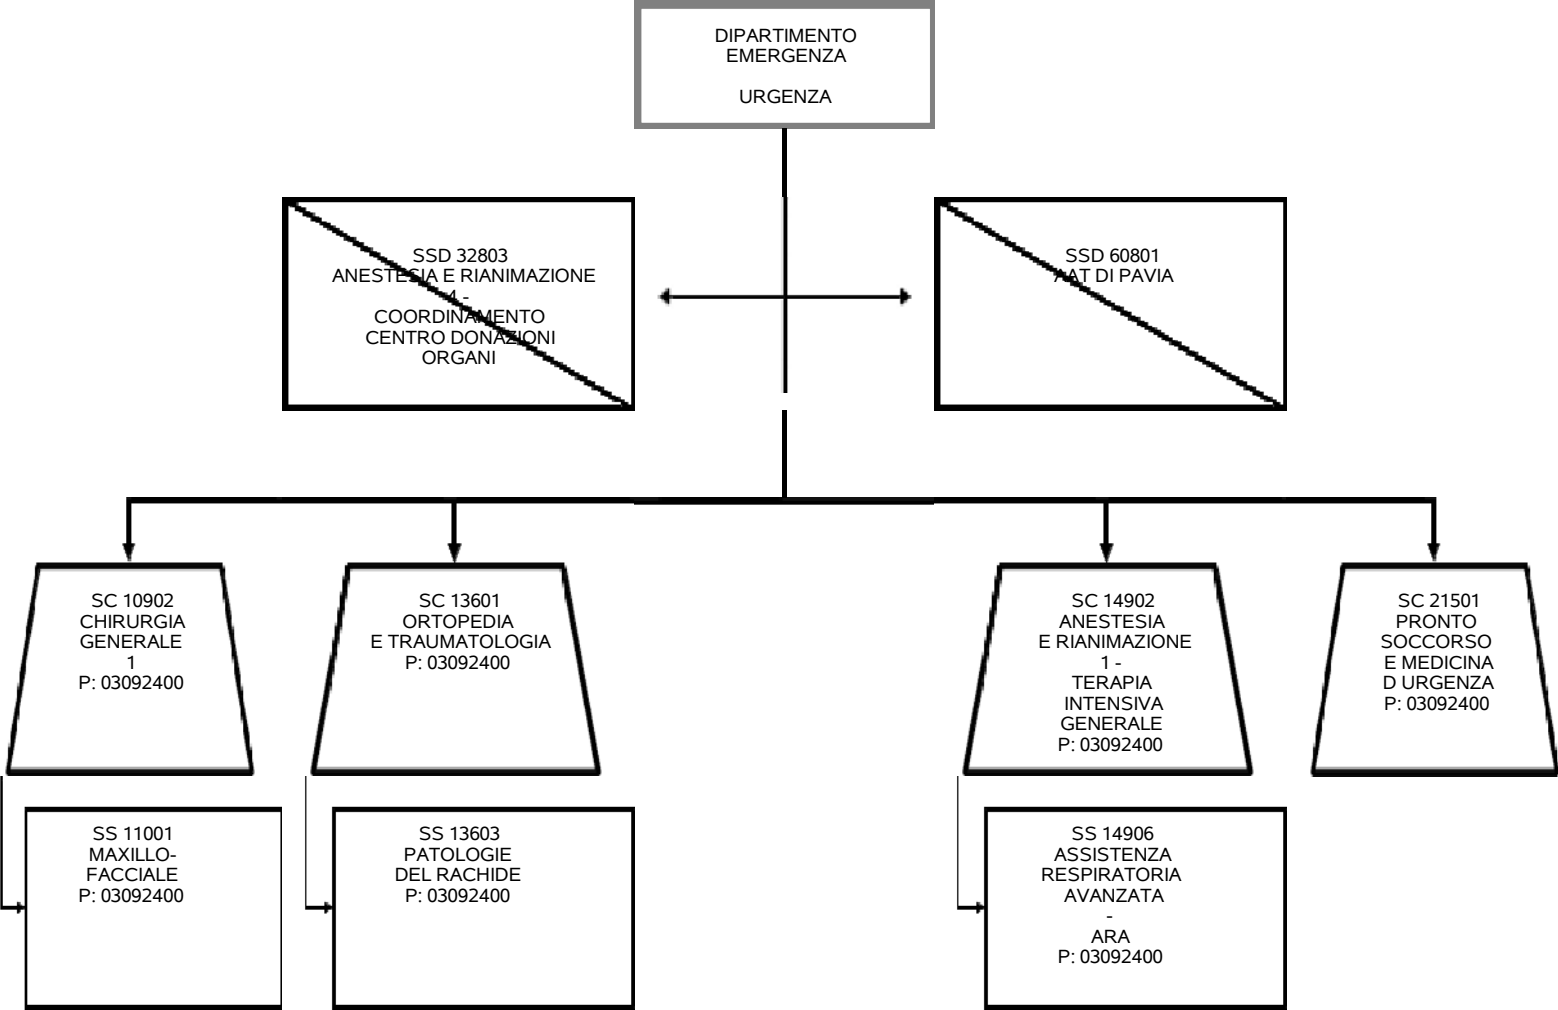 DIPARTIMENTO
EMERGENZA
URGENZA
SSD 32803
ANESTESIA E RIANIMAZIONE
4 -
COORDINAMENTO
CENTRO DONAZIONI
ORGANI
SSD 60801
AAT DI PAVIA
SC 10902
CHIRURGIA
GENERALE
1
P: 03092400
SC 13601
ORTOPEDIA
E TRAUMATOLOGIA
P: 03092400
SC 14902
ANESTESIA
E RIANIMAZIONE
1 -
TERAPIA
INTENSIVA
GENERALE
P: 03092400
SC 21501
PRONTO
SOCCORSO
E MEDICINA
D URGENZA
P: 03092400
SS 11001
MAXILLO-
FACCIALE
P: 03092400
SS 13603
PATOLOGIE
DEL RACHIDE
P: 03092400
SS 14906
ASSISTENZA
RESPIRATORIA
AVANZATA
-
ARA
P: 03092400